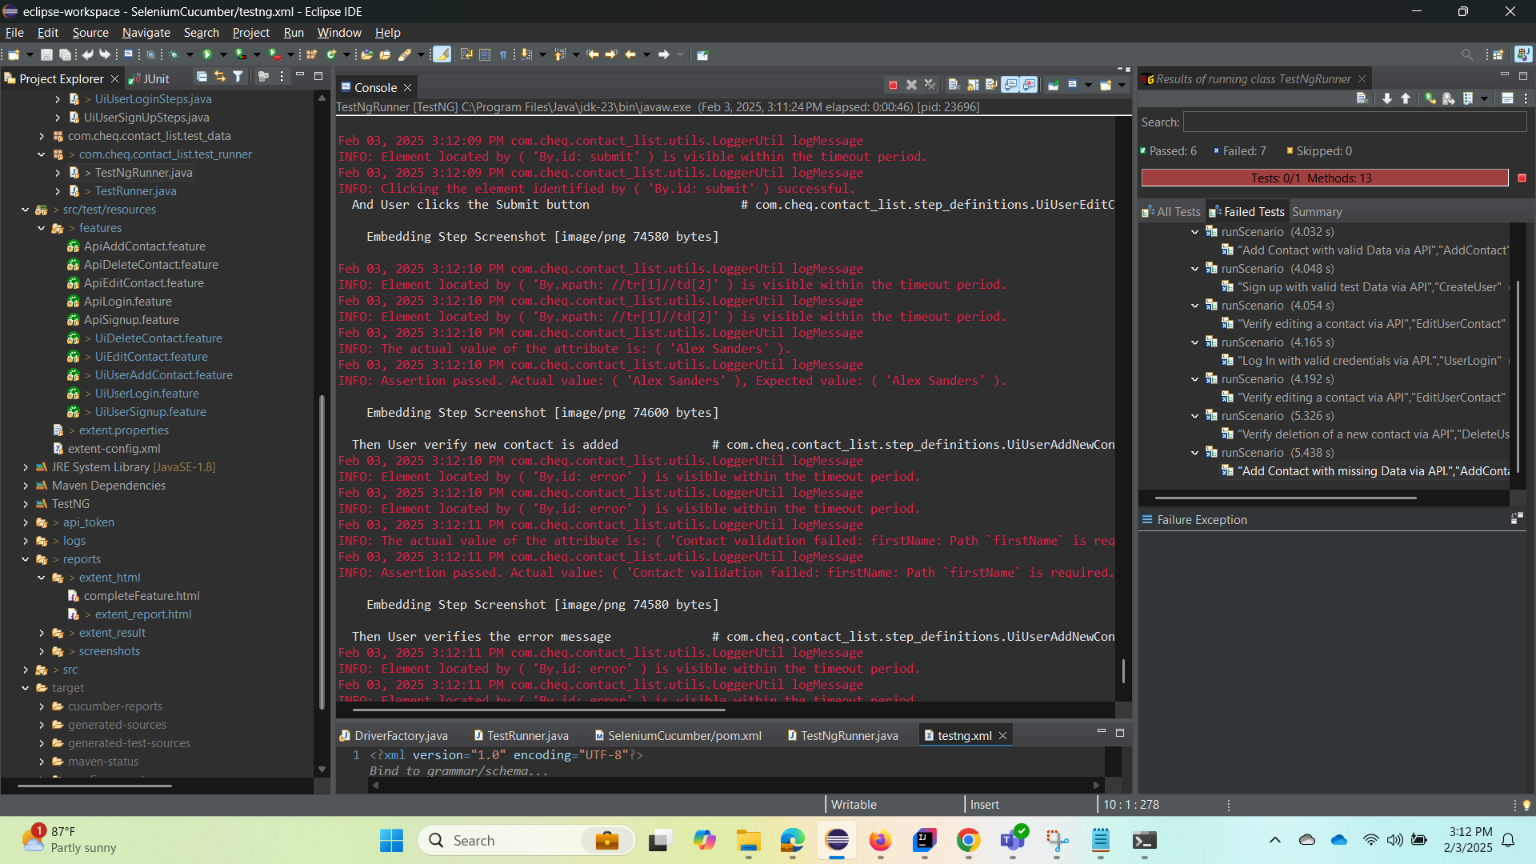 eclipse-workspace - SeleniumCucumber/testng.xml - Eclipse IDE
File Edit Source Navigate Search Project Run Window Help
Project Explorer
JUnit
> UiUserLoginSteps.java
UiUserSignUpSteps.java
com.cheq.contact_list.test_data
> com.cheq.contact_list.test_runner
> TestNgRunner.java
> TestRunner.java
> src/test/resources
> features
ApiAddContact.feature
ApiDeleteContact.feature
ApiEditContact.feature
ApiLogin.feature
ApiSignup.feature
> UiDeleteContact.feature
> UiEditContact.feature
> UiUserAddContact.feature
> UiUserLogin.feature
> UiUserSignup.feature
> extent.properties
extent-config.xml
JRE System Library [JavaSE-1.8]
Maven Dependencies
TestNG
> api_token
> logs
> reports
> extent_html
completeFeature.html
> extent_report.html
> extent_result
> screenshots
> src
target
cucumber-reports
generated-sources
generated-test-sources
maven-status
Console
TestNgRunner [TestNG] C:\Program Files\Java\jdk-23\bin\javaw.exe (Feb 3, 2025, 3:11:24 PM elapsed: 0:00:46) [pid: 23696]
Feb 03, 2025 3:12:09 PM com.cheq.contact_list.utils.LoggerUtil logMessage
INFO: Element located by ( 'By.id: submit' ) is visible within the timeout period.
Feb 03, 2025 3:12:09 PM com.cheq.contact_list.utils.LoggerUtil logMessage
INFO: Clicking the element identified by ( 'By.id: submit' ) successful.
And User clicks the Submit button # com.cheq.contact_list.step_definitions.UiUserEditC
Embedding Step Screenshot [image/png 74580 bytes]
Feb 03, 2025 3:12:10 PM com.cheq.contact_list.utils.LoggerUtil logMessage
INFO: Element located by ( 'By.xpath: //tr[1]//td[2]' ) is visible within the timeout period.
Feb 03, 2025 3:12:10 PM com.cheq.contact_list.utils.LoggerUtil logMessage
INFO: Element located by ( 'By.xpath: //tr[1]//td[2]' ) is visible within the timeout period.
Feb 03, 2025 3:12:10 PM com.cheq.contact_list.utils.LoggerUtil logMessage
INFO: The actual value of the attribute is: ( 'Alex Sanders' ).
Feb 03, 2025 3:12:10 PM com.cheq.contact_list.utils.LoggerUtil logMessage
INFO: Assertion passed. Actual value: ( 'Alex Sanders' ), Expected value: ( 'Alex Sanders' ).
Embedding Step Screenshot [image/png 74600 bytes]
Then User verify new contact is added # com.cheq.contact_list.step_definitions.UiUserAddNewCon
Feb 03, 2025 3:12:10 PM com.cheq.contact_list.utils.LoggerUtil logMessage
INFO: Element located by ( 'By.id: error' ) is visible within the timeout period.
Feb 03, 2025 3:12:10 PM com.cheq.contact_list.utils.LoggerUtil logMessage
INFO: Element located by ( 'By.id: error' ) is visible within the timeout period.
Feb 03, 2025 3:12:11 PM com.cheq.contact_list.utils.LoggerUtil logMessage
INFO: The actual value of the attribute is: ( 'Contact validation failed: firstName: Path `firstName` is req
Feb 03, 2025 3:12:11 PM com.cheq.contact_list.utils.LoggerUtil logMessage
INFO: Assertion passed. Actual value: ( 'Contact validation failed: firstName: Path `firstName` is required.
Embedding Step Screenshot [image/png 74580 bytes]
Then User verifies the error message # com.cheq.contact_list.step_definitions.UiUserAddNewCon
Feb 03, 2025 3:12:11 PM com.cheq.contact_list.utils.LoggerUtil logMessage
INFO: Element located by ( 'By.id: error' ) is visible within the timeout period.
Feb 03, 2025 3:12:11 PM com.cheq.contact_list.utils.LoggerUtil logMessage
INFO: Element located by ( 'By.id: error' ) is visible within the timeout period.
DriverFactory.java
TestRunner.java
SeleniumCucumber/pom.xml
TestNgRunner.java
testng.xml
1 <?xml version="1.0" encoding="UTF-8"?>
Bind to grammar/schema...
Results of running class TestNgRunner
Search:
Passed: 6 Failed: 7 Skipped: 0
Tests: 0/1 Methods: 13
All Tests Failed Tests Summary
runScenario (4.032 s)
"Add Contact with valid Data via API","AddContact"
runScenario (4.048 s)
"Sign up with valid test Data via API","CreateUser"
runScenario (4.054 s)
"Verify editing a contact via API","EditUserContact"
runScenario (4.165 s)
"Log In with valid credentials via API.","UserLogin"
runScenario (4.192 s)
"Verify editing a contact via API","EditUserContact"
runScenario (5.326 s)
"Verify deletion of a new contact via API","DeleteUs
runScenario (5.438 s)
"Add Contact with missing Data via API.","AddConta
Failure Exception
Writable Insert 10 : 1 : 278
1
87°F
Partly sunny
Search
3:12 PM
2/3/2025